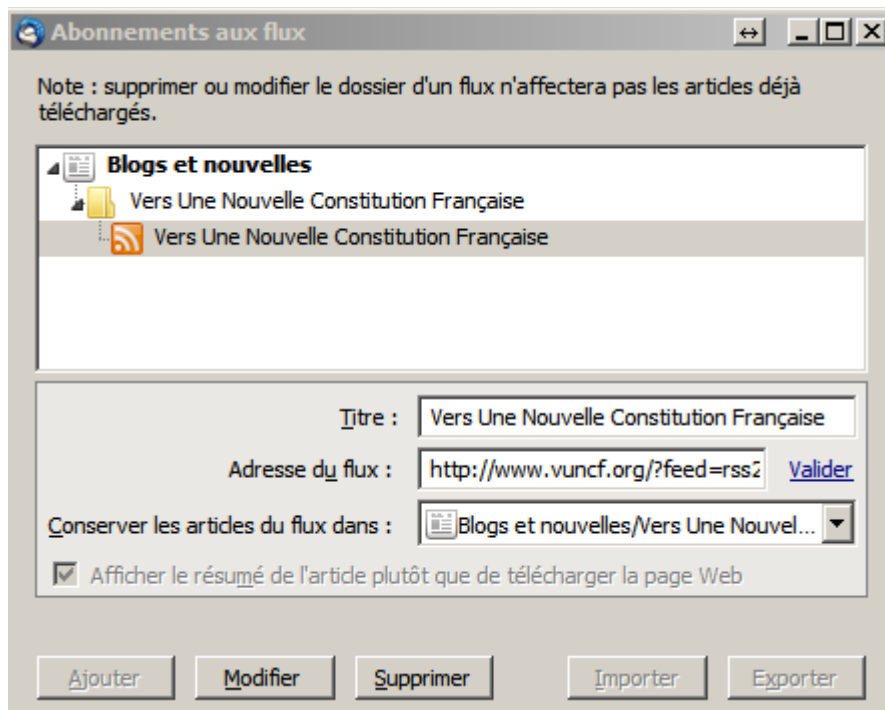 Abonnements aux flux
Note : supprimer ou modifier le dossier d'un flux n'affectera pas les articles déjà
téléchargés.
Blogs et nouvelles
Vers Une Nouvelle Constitution Française
Vers Une Nouvelle Constitution Française
Titre : Vers Une Nouvelle Constitution Française
Adresse du flux : http://www.vuncf.org/?feed=rss2 Valider
Conserver les articles du flux dans : Blogs et nouvelles/Vers Une Nouvel...
Afficher le résumé de l'article plutôt que de télécharger la page Web
Ajouter Modifier Supprimer Importer Exporter